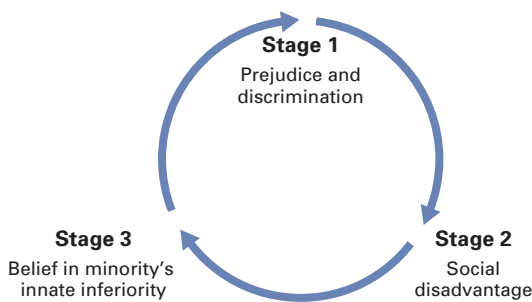 Stage 1
Prejudice and
discrimination
Stage 2
Social
disadvantage
Stage 3
Belief in minority’s
innate inferiority